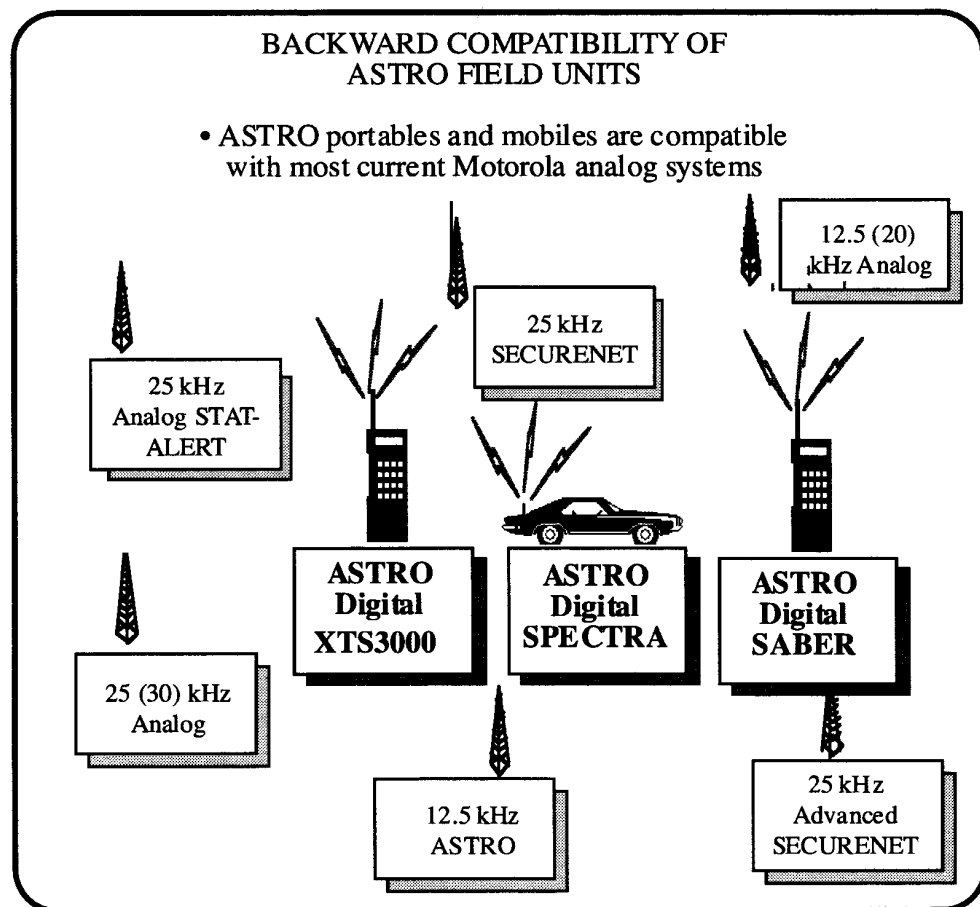 BACKWARD COMPATIBILITY OF
ASTRO FIELD UNITS
• ASTRO portables and mobiles are compatible
with most current Motorola analog systems
12.5 (20)
kHz Analog
25 kHz
SECURENET
25 kHz
Analog STAT-
ALERT
ASTRO
Digital
XTS3000
ASTRO
Digital
SPECTRA
ASTRO
Digital
SABER
25 (30) kHz
Analog
12.5 kHz
ASTRO
25 kHz
Advanced
SECURENET